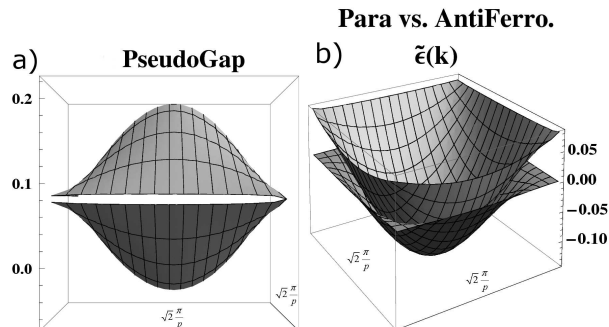 Para vs. AntiFerro.
a)
PseudoGap
b)
ε̃(k)
0.2
0.1
0.0
√2 π/p
√2 π/p
0.05
0.00
−0.05
−0.10
√2 π/p
√2 π/p